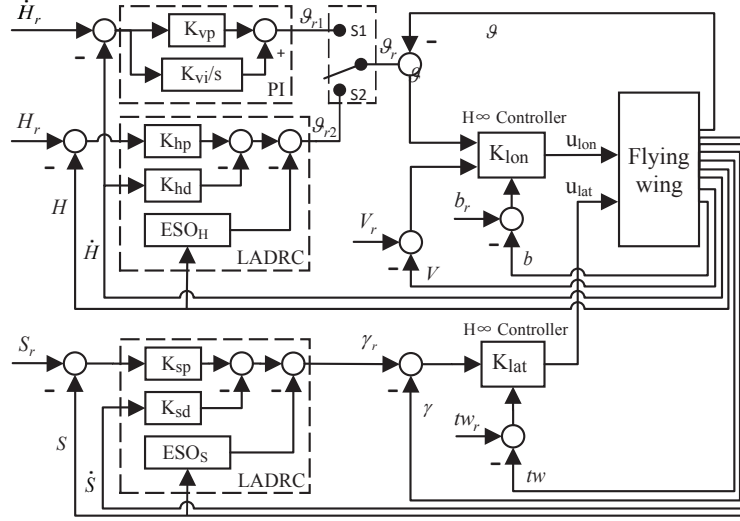 Ḣr
Kvp
ϑr1
S1
ϑ
Kvi/s
+
PI
ϑr
ϑ
S2
Hr
Khp
ϑr2
H∞ Controller
Klon
ulon
Flying
wing
H
Khd
br
ulat
ESOH
Vr
Ḣ
LADRC
V
b
Sr
Ksp
γr
H∞ Controller
Klat
Ksd
γ
S
twr
ESOS
Ṡ
LADRC
tw